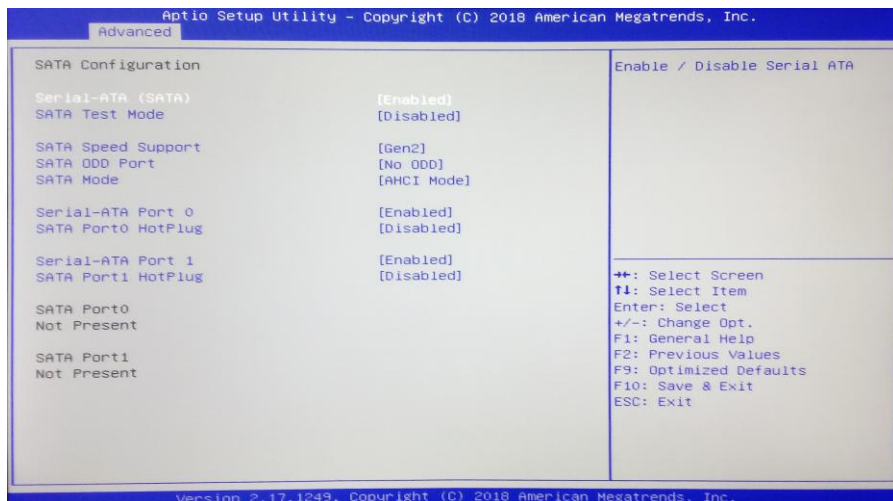 Aptio Setup Utility – Copyright (C) 2018 American Megatrends, Inc.
Advanced
SATA Configuration
Serial-ATA (SATA) [Enabled]
SATA Test Mode [Disabled]
SATA Speed Support [Gen2]
SATA ODD Port [No ODD]
SATA Mode [AHCI Mode]
Serial-ATA Port 0 [Enabled]
SATA Port0 HotPlug [Disabled]
Serial-ATA Port 1 [Enabled]
SATA Port1 HotPlug [Disabled]
SATA Port0
Not Present
SATA Port1
Not Present
Enable / Disable Serial ATA
→←: Select Screen
↑↓: Select Item
Enter: Select
+/-: Change Opt.
F1: General Help
F2: Previous Values
F9: Optimized Defaults
F10: Save & Exit
ESC: Exit
Version 2.17.1249. Copyright (C) 2018 American Megatrends, Inc.